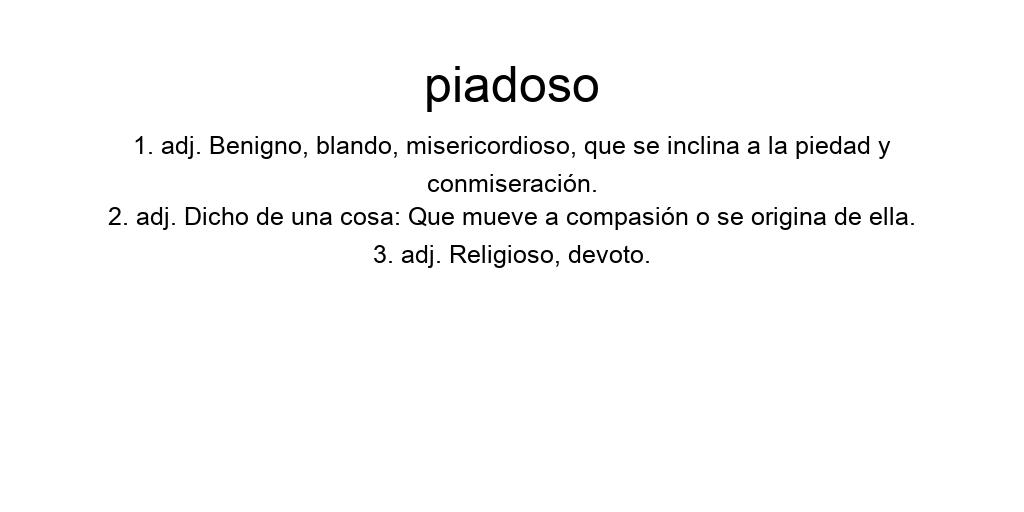 piadoso
1. adj. Benigno, blando, misericordioso, que se inclina a la piedad y
conmiseración.
2. adj. Dicho de una cosa: Que mueve a compasión o se origina de ella.
3. adj. Religioso, devoto.